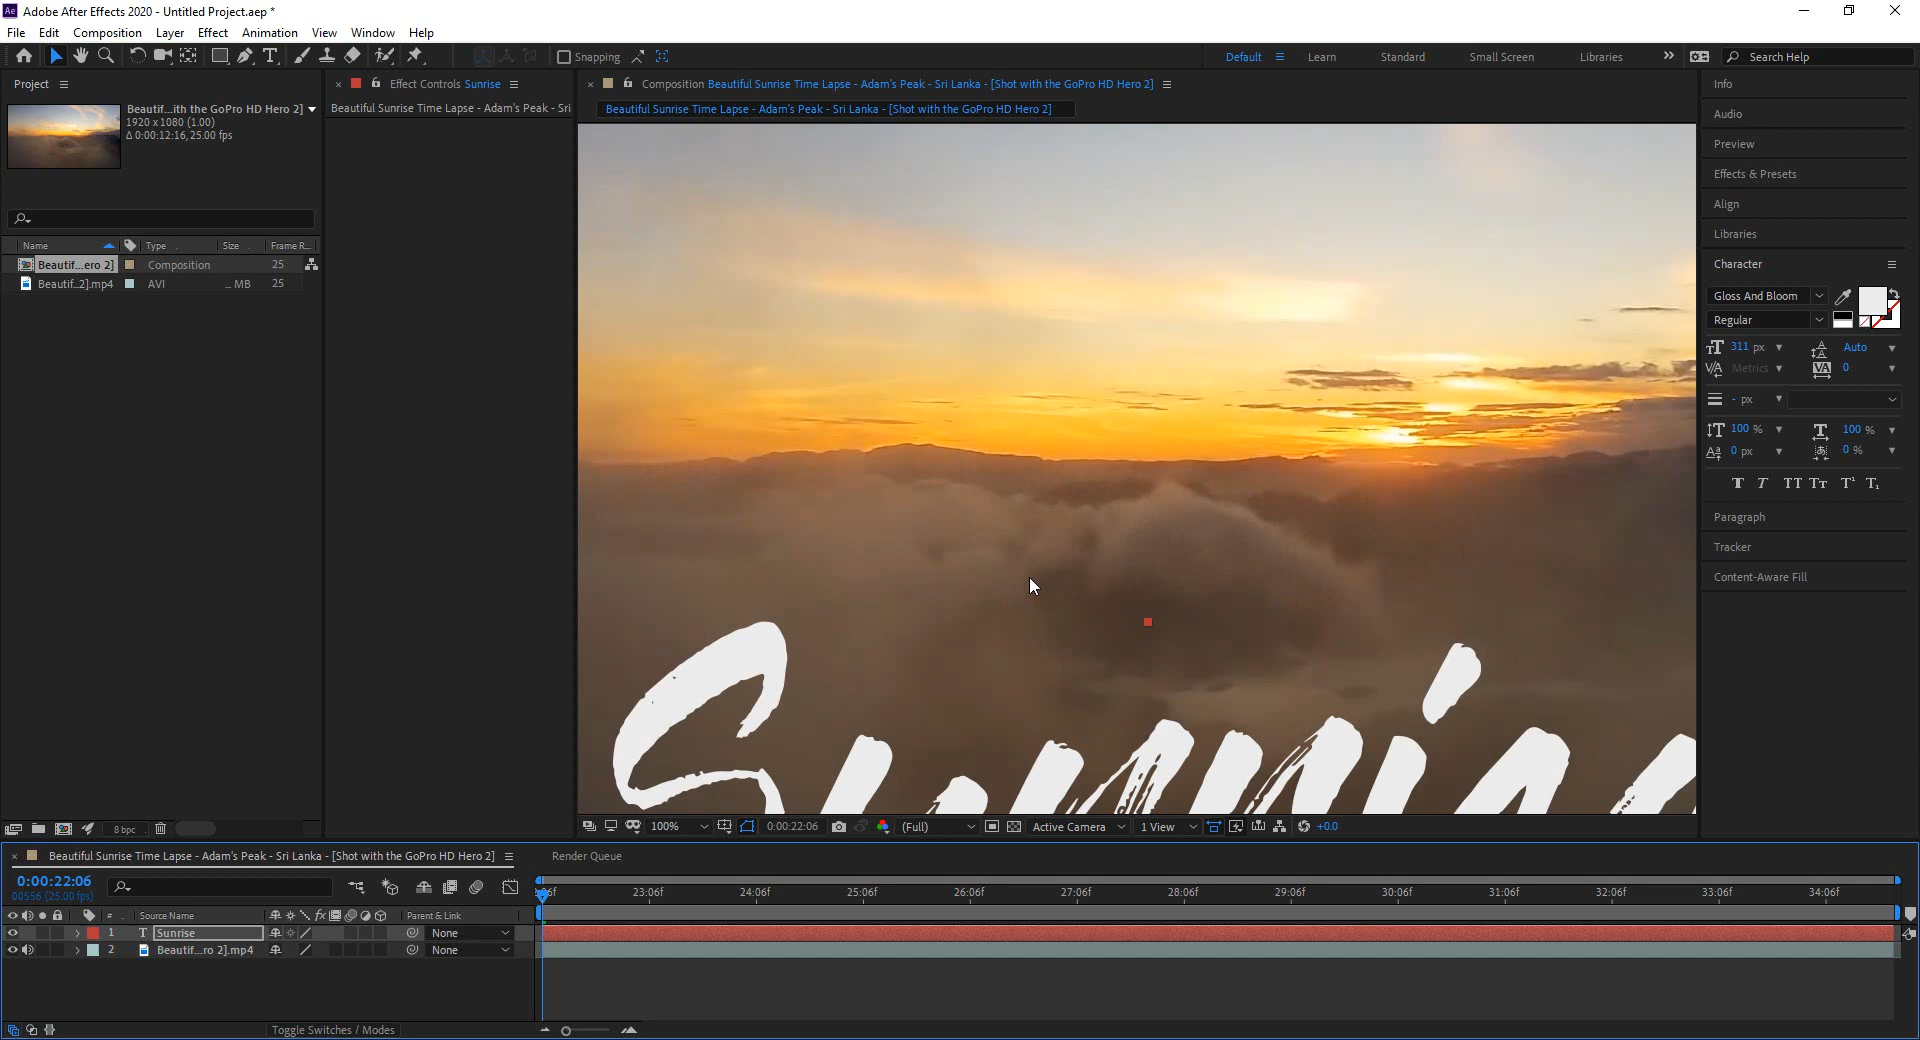 Adobe After Effects 2020 - Untitled Project.aep *
File Edit Composition Layer Effect Animation View Window Help
Snapping
Default Learn Standard Small Screen Libraries Search Help
Project
Beautif...ith the GoPro HD Hero 2]
1920 x 1080 (1.00)
Δ 0:00:12:16, 25.00 fps
Name Type Size Frame R...
Beautif...ero 2] Composition 25
Beautif...2].mp4 AVI ... MB 25
8 bpc
Effect Controls Sunrise
Beautiful Sunrise Time Lapse - Adam's Peak - Sri
Composition Beautiful Sunrise Time Lapse - Adam's Peak - Sri Lanka - [Shot with the GoPro HD Hero 2]
Beautiful Sunrise Time Lapse - Adam's Peak - Sri Lanka - [Shot with the GoPro HD Hero 2]
100% 0:00:22:06 (Full) Active Camera 1 View +0.0
Info
Audio
Preview
Effects & Presets
Align
Libraries
Character
Gloss And Bloom
Regular
311 px Auto
Metrics 0
- px
100 % 100 %
0 px 0 %
Paragraph
Tracker
Content-Aware Fill
Beautiful Sunrise Time Lapse - Adam's Peak - Sri Lanka - [Shot with the GoPro HD Hero 2]
Render Queue
0:00:22:06
00556 (25.00 fps)
23:06f 24:06f 25:06f 26:06f 27:06f 28:06f 29:06f 30:06f 31:06f 32:06f 33:06f 34:06f
# Source Name Parent & Link
1 Sunrise None
2 Beautif...ro 2].mp4 None
Toggle Switches / Modes